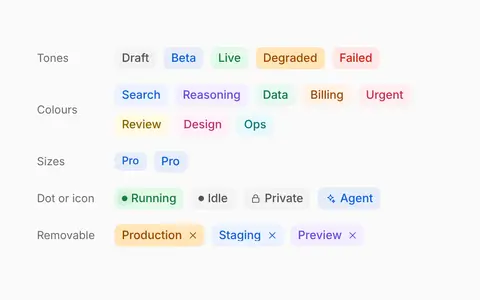 Tones Draft Beta Live Degraded Failed
Search Reasoning Data Billing Urgent
Colours
Review Design Ops
Sizes Pro Pro
Dot or icon Running Idle Private Agent
Removable Production × Staging × Preview ×